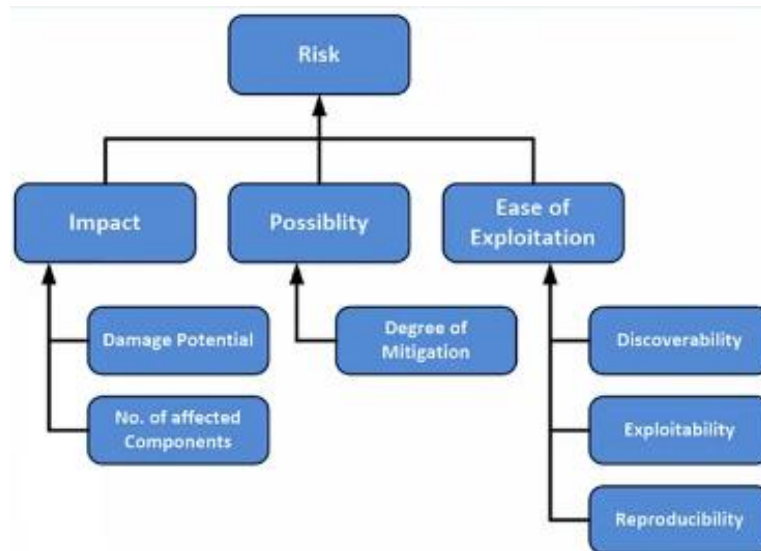 Risk
Impact
Possiblity
Ease of
Exploitation
Damage Potential
Degree of
Mitigation
Discoverability
No. of affected
Components
Exploitability
Reproducibility